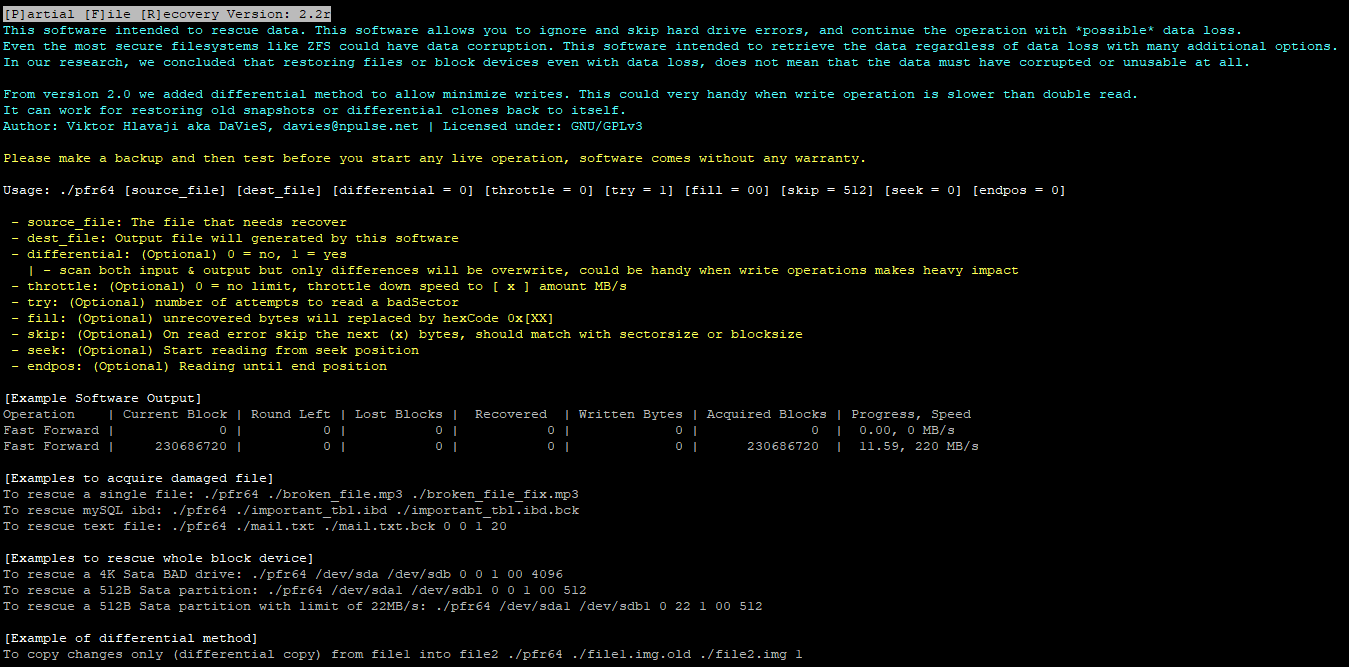 [P]artial [F]ile [R]ecovery Version: 2.2r
This software intended to rescue data. This software allows you to ignore and skip hard drive errors, and continue the operation with *possible* data loss.
Even the most secure filesystems like ZFS could have data corruption. This software intended to retrieve the data regardless of data loss with many additional options.
In our research, we concluded that restoring files or block devices even with data loss, does not mean that the data must have corrupted or unusable at all.
From version 2.0 we added differential method to allow minimize writes. This could very handy when write operation is slower than double read.
It can work for restoring old snapshots or differential clones back to itself.
Author: Viktor Hlavaji aka DaVieS, davies@npulse.net | Licensed under: GNU/GPLv3
Please make a backup and then test before you start any live operation, software comes without any warranty.
Usage: ./pfr64 [source_file] [dest_file] [differential = 0] [throttle = 0] [try = 1] [fill = 00] [skip = 512] [seek = 0] [endpos = 0]
- source_file: The file that needs recover
- dest_file: Output file will generated by this software
- differential: (Optional) 0 = no, 1 = yes
| - scan both input & output but only differences will be overwrite, could be handy when write operations makes heavy impact
- throttle: (Optional) 0 = no limit, throttle down speed to [ x ] amount MB/s
- try: (Optional) number of attempts to read a badSector
- fill: (Optional) unrecovered bytes will replaced by hexCode 0x[XX]
- skip: (Optional) On read error skip the next (x) bytes, should match with sectorsize or blocksize
- seek: (Optional) Start reading from seek position
- endpos: (Optional) Reading until end position
[Example Software Output]
Operation | Current Block | Round Left | Lost Blocks | Recovered | Written Bytes | Acquired Blocks | Progress, Speed
Fast Forward | 0 | 0 | 0 | 0 | 0 | 0 | 0.00, 0 MB/s
Fast Forward | 230686720 | 0 | 0 | 0 | 0 | 230686720 | 11.59, 220 MB/s
[Examples to acquire damaged file]
To rescue a single file: ./pfr64 ./broken_file.mp3 ./broken_file_fix.mp3
To rescue mySQL ibd: ./pfr64 ./important_tbl.ibd ./important_tbl.ibd.bck
To rescue text file: ./pfr64 ./mail.txt ./mail.txt.bck 0 0 1 20
[Examples to rescue whole block device]
To rescue a 4K Sata BAD drive: ./pfr64 /dev/sda /dev/sdb 0 0 1 00 4096
To rescue a 512B Sata partition: ./pfr64 /dev/sda1 /dev/sdb1 0 0 1 00 512
To rescue a 512B Sata partition with limit of 22MB/s: ./pfr64 /dev/sda1 /dev/sdb1 0 22 1 00 512
[Example of differential method]
To copy changes only (differential copy) from file1 into file2 ./pfr64 ./file1.img.old ./file2.img 1